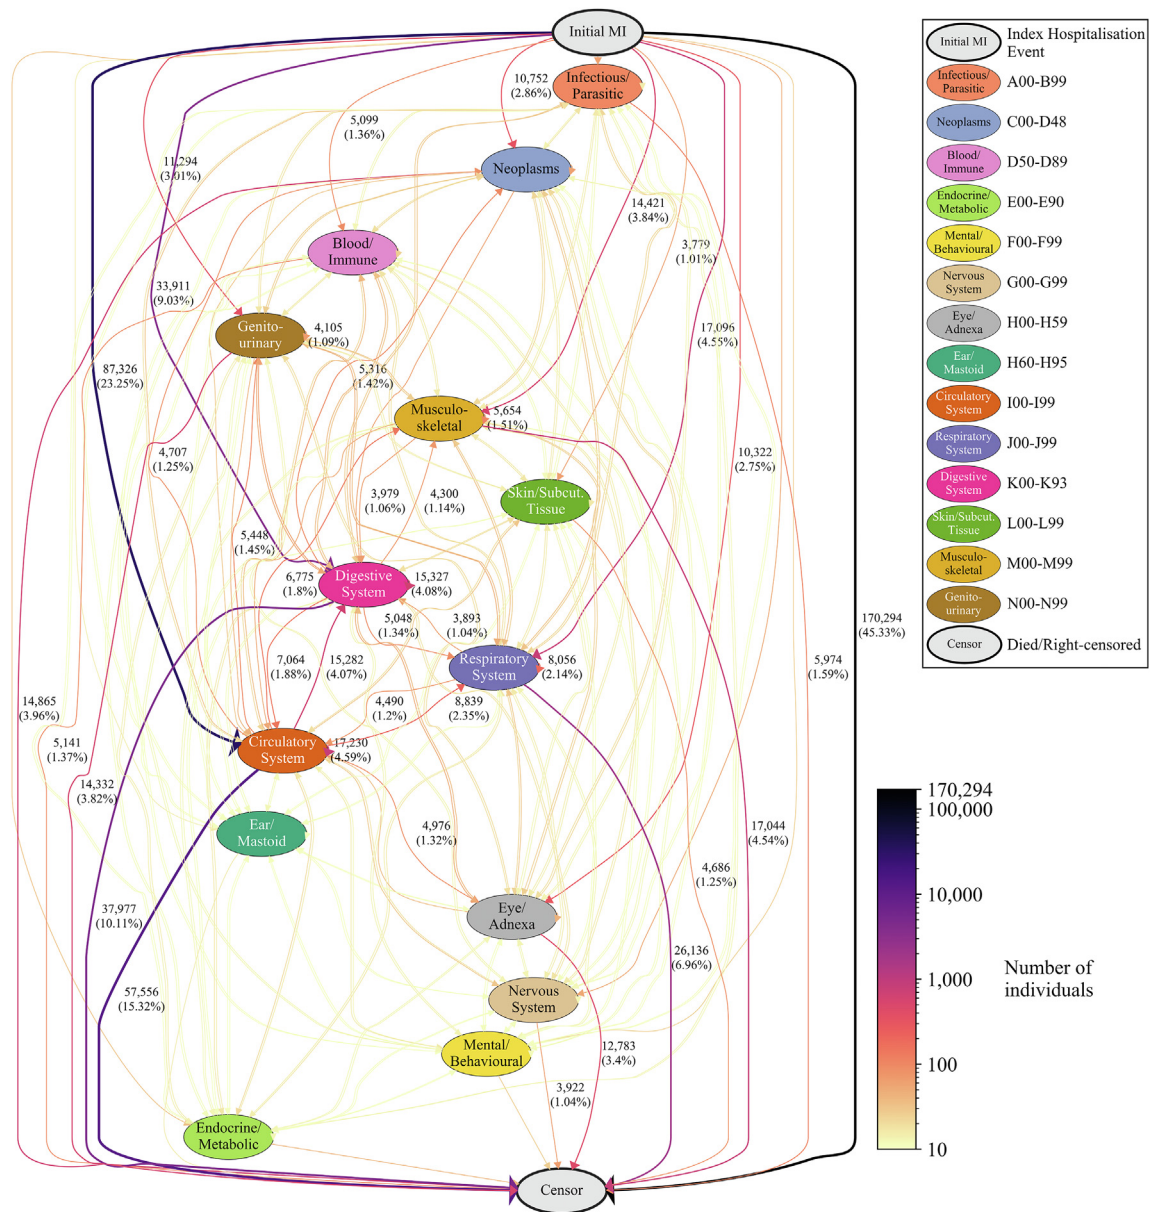 Initial MI
Infectious/
Parasitic
10,752
(2.86%)
5,099
(1.36%)
11,294
(3.01%)
Neoplasms
14,421
(3.84%)
3,779
(1.01%)
Blood/
Immune
33,911
(9.03%)
Genito-
urinary
4,105
(1.09%)
17,096
(4.55%)
87,326
(23.25%)
5,316
(1.42%)
Musculo-
skeletal
5,654
(1.51%)
4,707
(1.25%)
10,322
(2.75%)
3,979
(1.06%)
4,300
(1.14%)
Skin/Subcut.
Tissue
5,448
(1.45%)
6,775
(1.8%)
Digestive
System
15,327
(4.08%)
5,048
(1.34%)
3,893
(1.04%)
170,294
(45.33%)
7,064
(1.88%)
15,282
(4.07%)
Respiratory
System
8,056
(2.14%)
5,974
(1.59%)
14,865
(3.96%)
4,490
(1.2%)
8,839
(2.35%)
5,141
(1.37%)
Circulatory
System
17,230
(4.59%)
14,332
(3.82%)
Ear/
Mastoid
4,976
(1.32%)
17,044
(4.54%)
4,686
(1.25%)
37,977
(10.11%)
Eye/
Adnexa
26,136
(6.96%)
57,556
(15.32%)
Nervous
System
Mental/
Behavioural
12,783
(3.4%)
3,922
(1.04%)
Endocrine/
Metabolic
Censor
Initial MI
Index Hospitalisation
Event
Infectious/
Parasitic
A00-B99
Neoplasms
C00-D48
Blood/
Immune
D50-D89
Endocrine/
Metabolic
E00-E90
Mental/
Behavioural
F00-F99
Nervous
System
G00-G99
Eye/
Adnexa
H00-H59
Ear/
Mastoid
H60-H95
Circulatory
System
I00-I99
Respiratory
System
J00-J99
Digestive
System
K00-K93
Skin/Subcut.
Tissue
L00-L99
Musculo-
skeletal
M00-M99
Genito-
urinary
N00-N99
Censor
Died/Right-censored
170,294
100,000
10,000
1,000
100
10
Number of
individuals